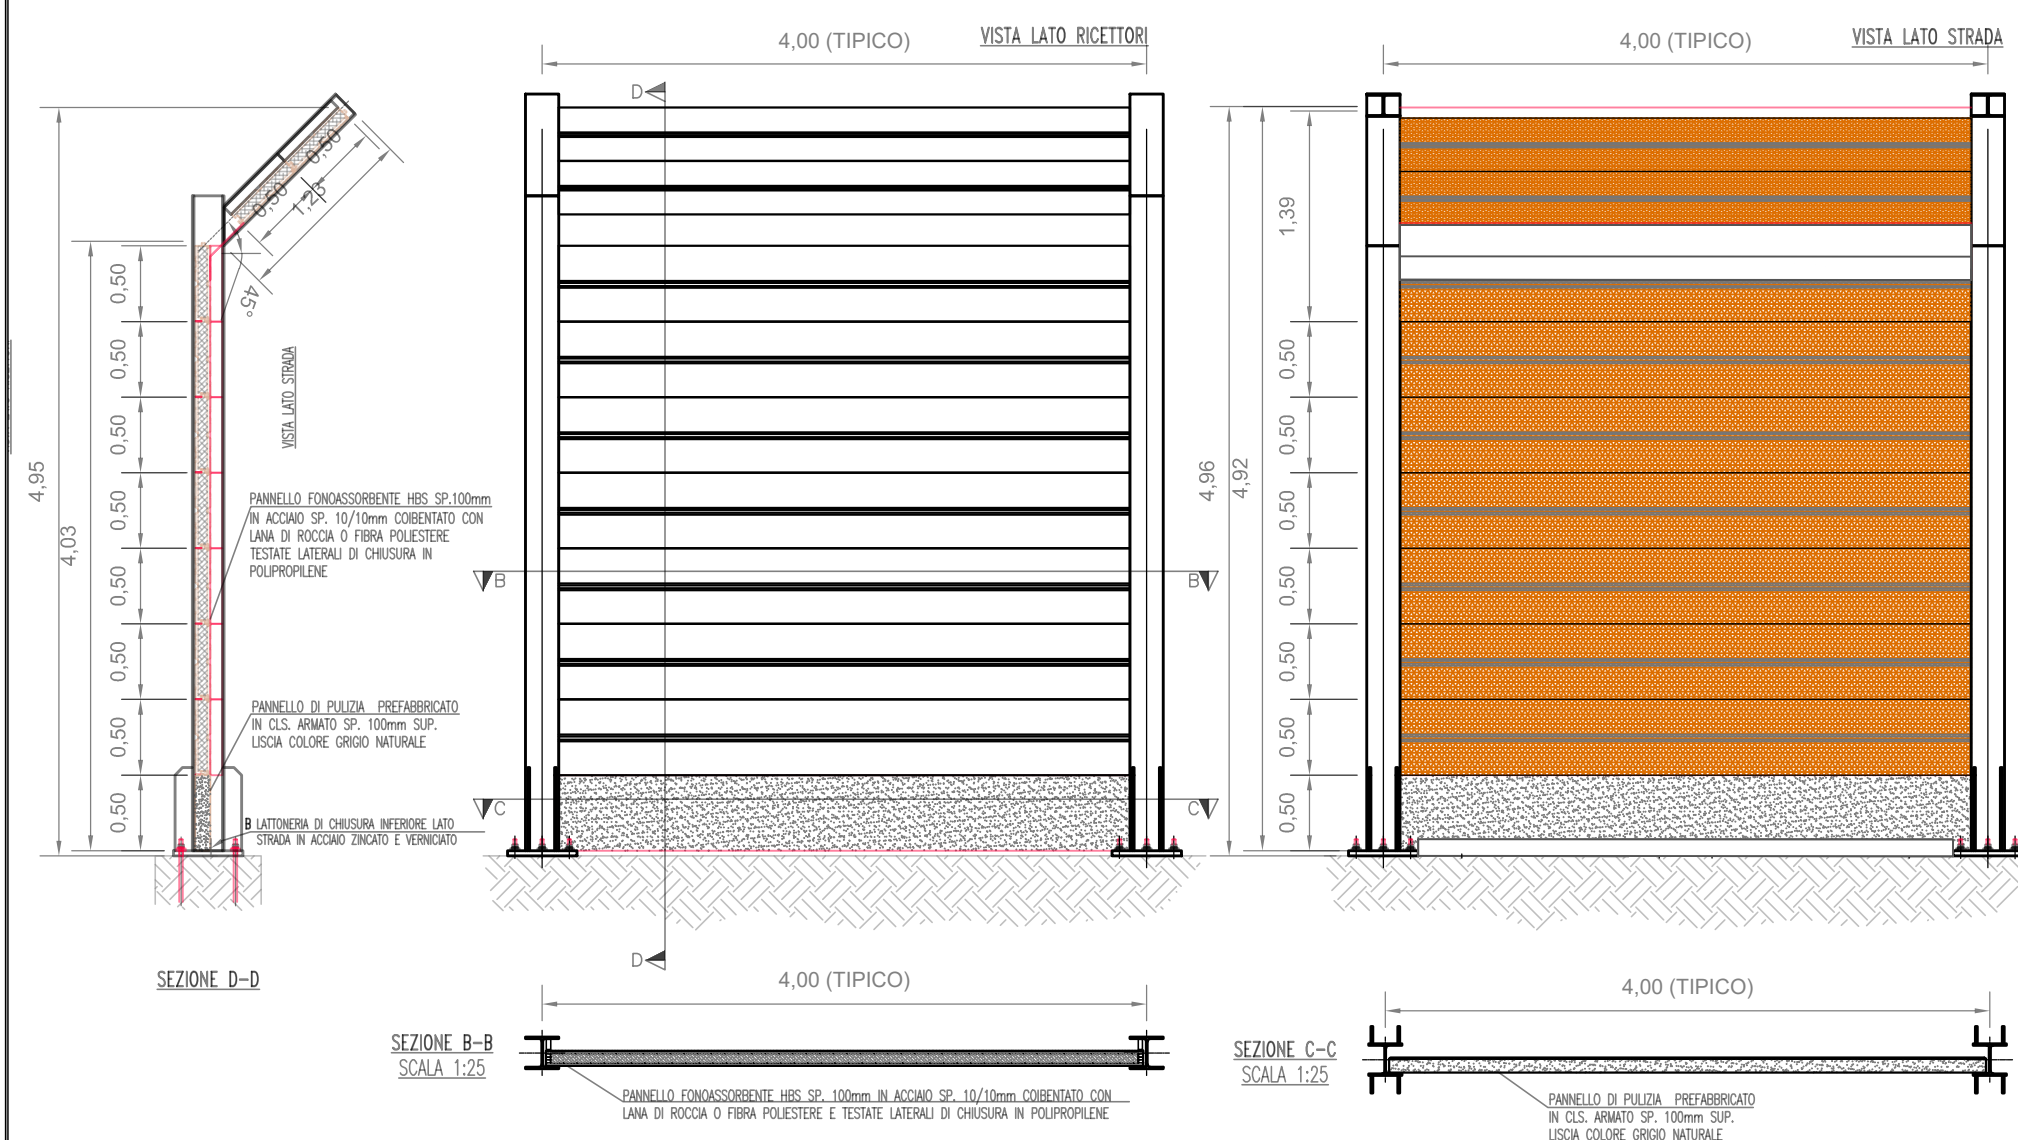 4,00 (TIPICO)
VISTA LATO RICETTORI
4,00 (TIPICO)
VISTA LATO STRADA
D
0,50
1,23
0,50
45°
4,95
4,03
0,50
0,50
0,50
0,50
0,50
0,50
0,50
0,50
VISTA LATO STRADA
PANNELLO FONOASSORBENTE HBS SP.100mm
IN ACCIAIO SP. 10/10mm COIBENTATO CON
LANA DI ROCCIA O FIBRA POLIESTERE
TESTATE LATERALI DI CHIUSURA IN
POLIPROPILENE
PANNELLO DI PULIZIA PREFABBRICATO
IN CLS. ARMATO SP. 100mm SUP.
LISCIA COLORE GRIGIO NATURALE
B LATTONERIA DI CHIUSURA INFERIORE LATO
STRADA IN ACCIAIO ZINCATO E VERNICIATO
B
B
C
C
D
4,96
4,92
1,39
0,50
0,50
0,50
0,50
0,50
0,50
0,50
SEZIONE D-D
4,00 (TIPICO)
SEZIONE B-B
SCALA 1:25
PANNELLO FONOASSORBENTE HBS SP. 100mm IN ACCIAIO SP. 10/10mm COIBENTATO CON
LANA DI ROCCIA O FIBRA POLIESTERE E TESTATE LATERALI DI CHIUSURA IN POLIPROPILENE
4,00 (TIPICO)
SEZIONE C-C
SCALA 1:25
PANNELLO DI PULIZIA PREFABBRICATO
IN CLS. ARMATO SP. 100mm SUP.
LISCIA COLORE GRIGIO NATURALE